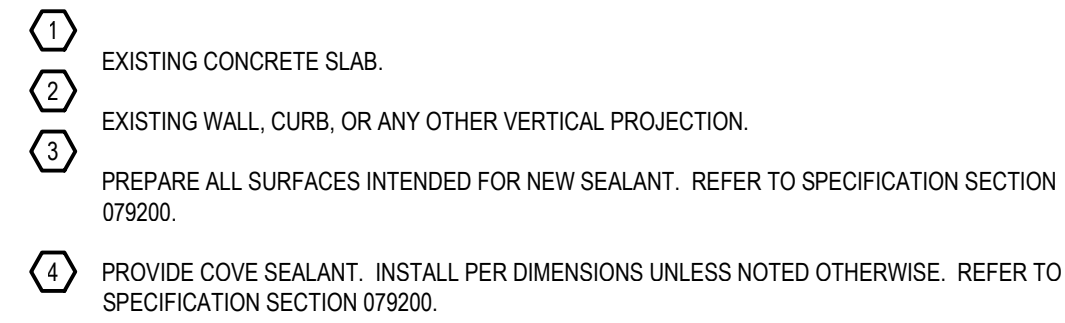 1
EXISTING CONCRETE SLAB.
2
EXISTING WALL, CURB, OR ANY OTHER VERTICAL PROJECTION.
3
PREPARE ALL SURFACES INTENDED FOR NEW SEALANT. REFER TO SPECIFICATION SECTION
079200.
4 PROVIDE COVE SEALANT. INSTALL PER DIMENSIONS UNLESS NOTED OTHERWISE. REFER TO
SPECIFICATION SECTION 079200.